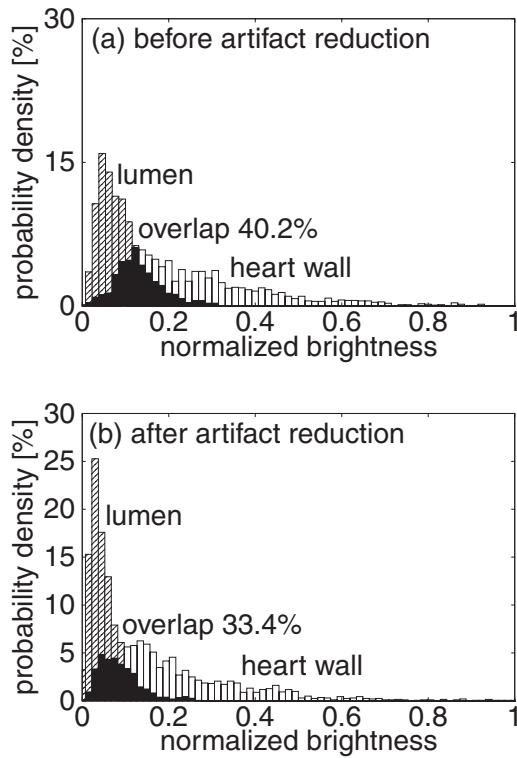 30
(a) before artifact reduction
probability density [%]
15
lumen
overlap 40.2%
heart wall
0
0 0.2 0.4 0.6 0.8 1
normalized brightness
30
(b) after artifact reduction
probability density [%]
25
20
lumen
15
10
overlap 33.4%
5
heart wall
0
0 0.2 0.4 0.6 0.8 1
normalized brightness